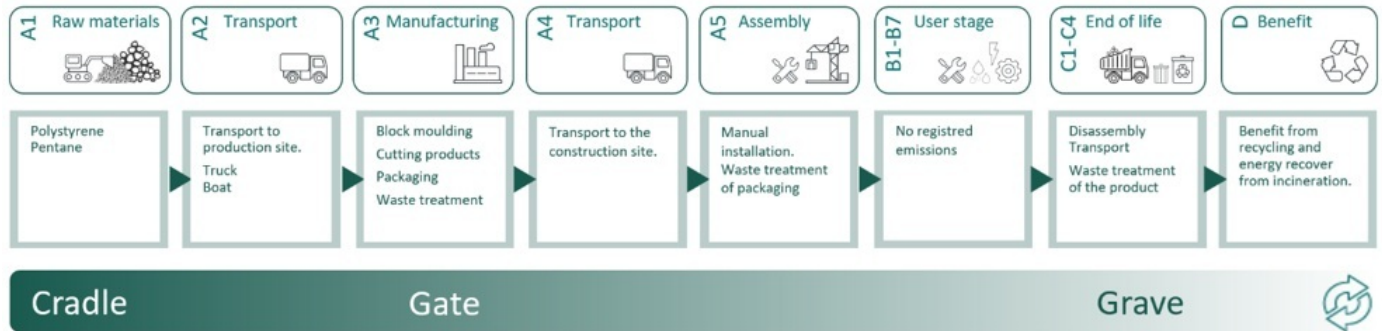 A1 Raw materials
A2 Transport
A3 Manufacturing
A4 Transport
A5 Assembly
B1-B7 User stage
C1-C4 End of life
D Benefit
Polystyrene
Pentane
Transport to
production site.
Truck
Boat
Block moulding
Cutting products
Packaging
Waste treatment
Transport to the
construction site.
Manual
installation.
Waste treatment
of packaging
No registred
emissions
Disassembly
Transport
Waste treatment
of the product
Benefit from
recycling and
energy recover
from incineration.
Cradle
Gate
Grave